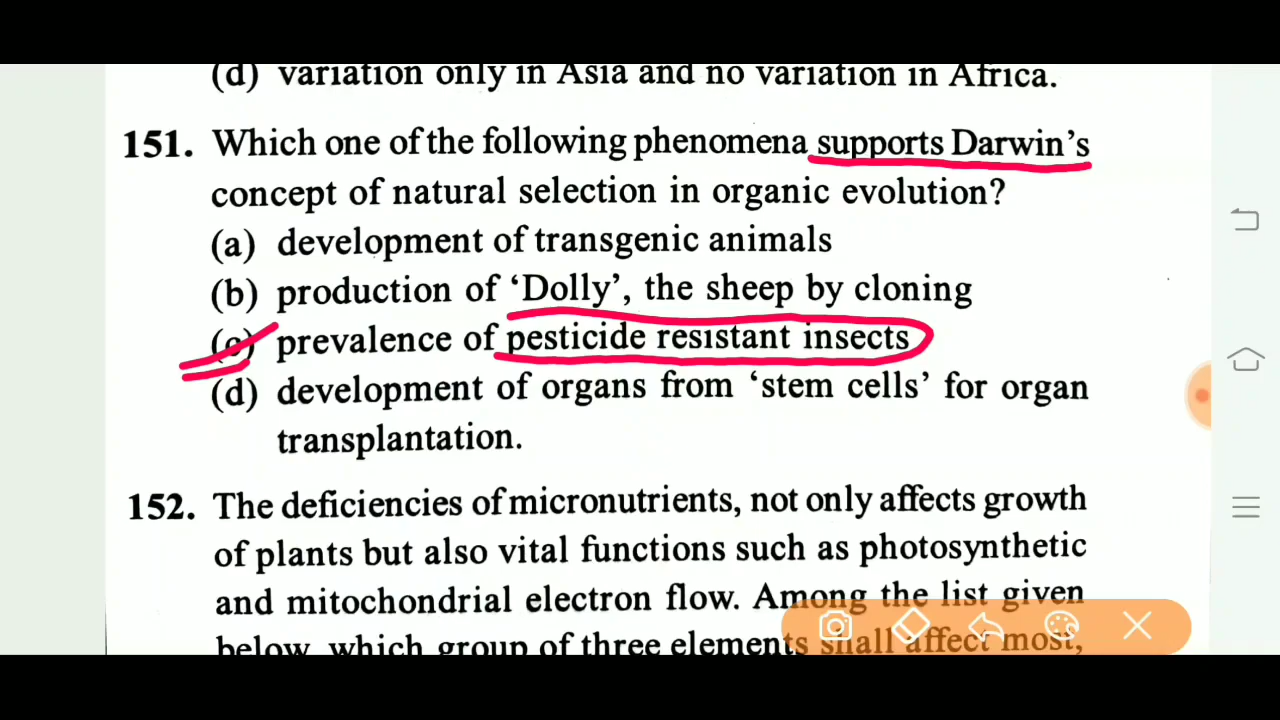 (d) variation only in Asia and no variation in Africa.
151. Which one of the following phenomena supports Darwin's
concept of natural selection in organic evolution?
(a) development of transgenic animals
(b) production of ‘Dolly’, the sheep by cloning
(c) prevalence of pesticide resistant insects
(d) development of organs from ‘stem cells’ for organ
transplantation.
152. The deficiencies of micronutrients, not only affects growth
of plants but also vital functions such as photosynthetic
and mitochondrial electron flow. Among the list given
below, which group of three elements shall affect most,